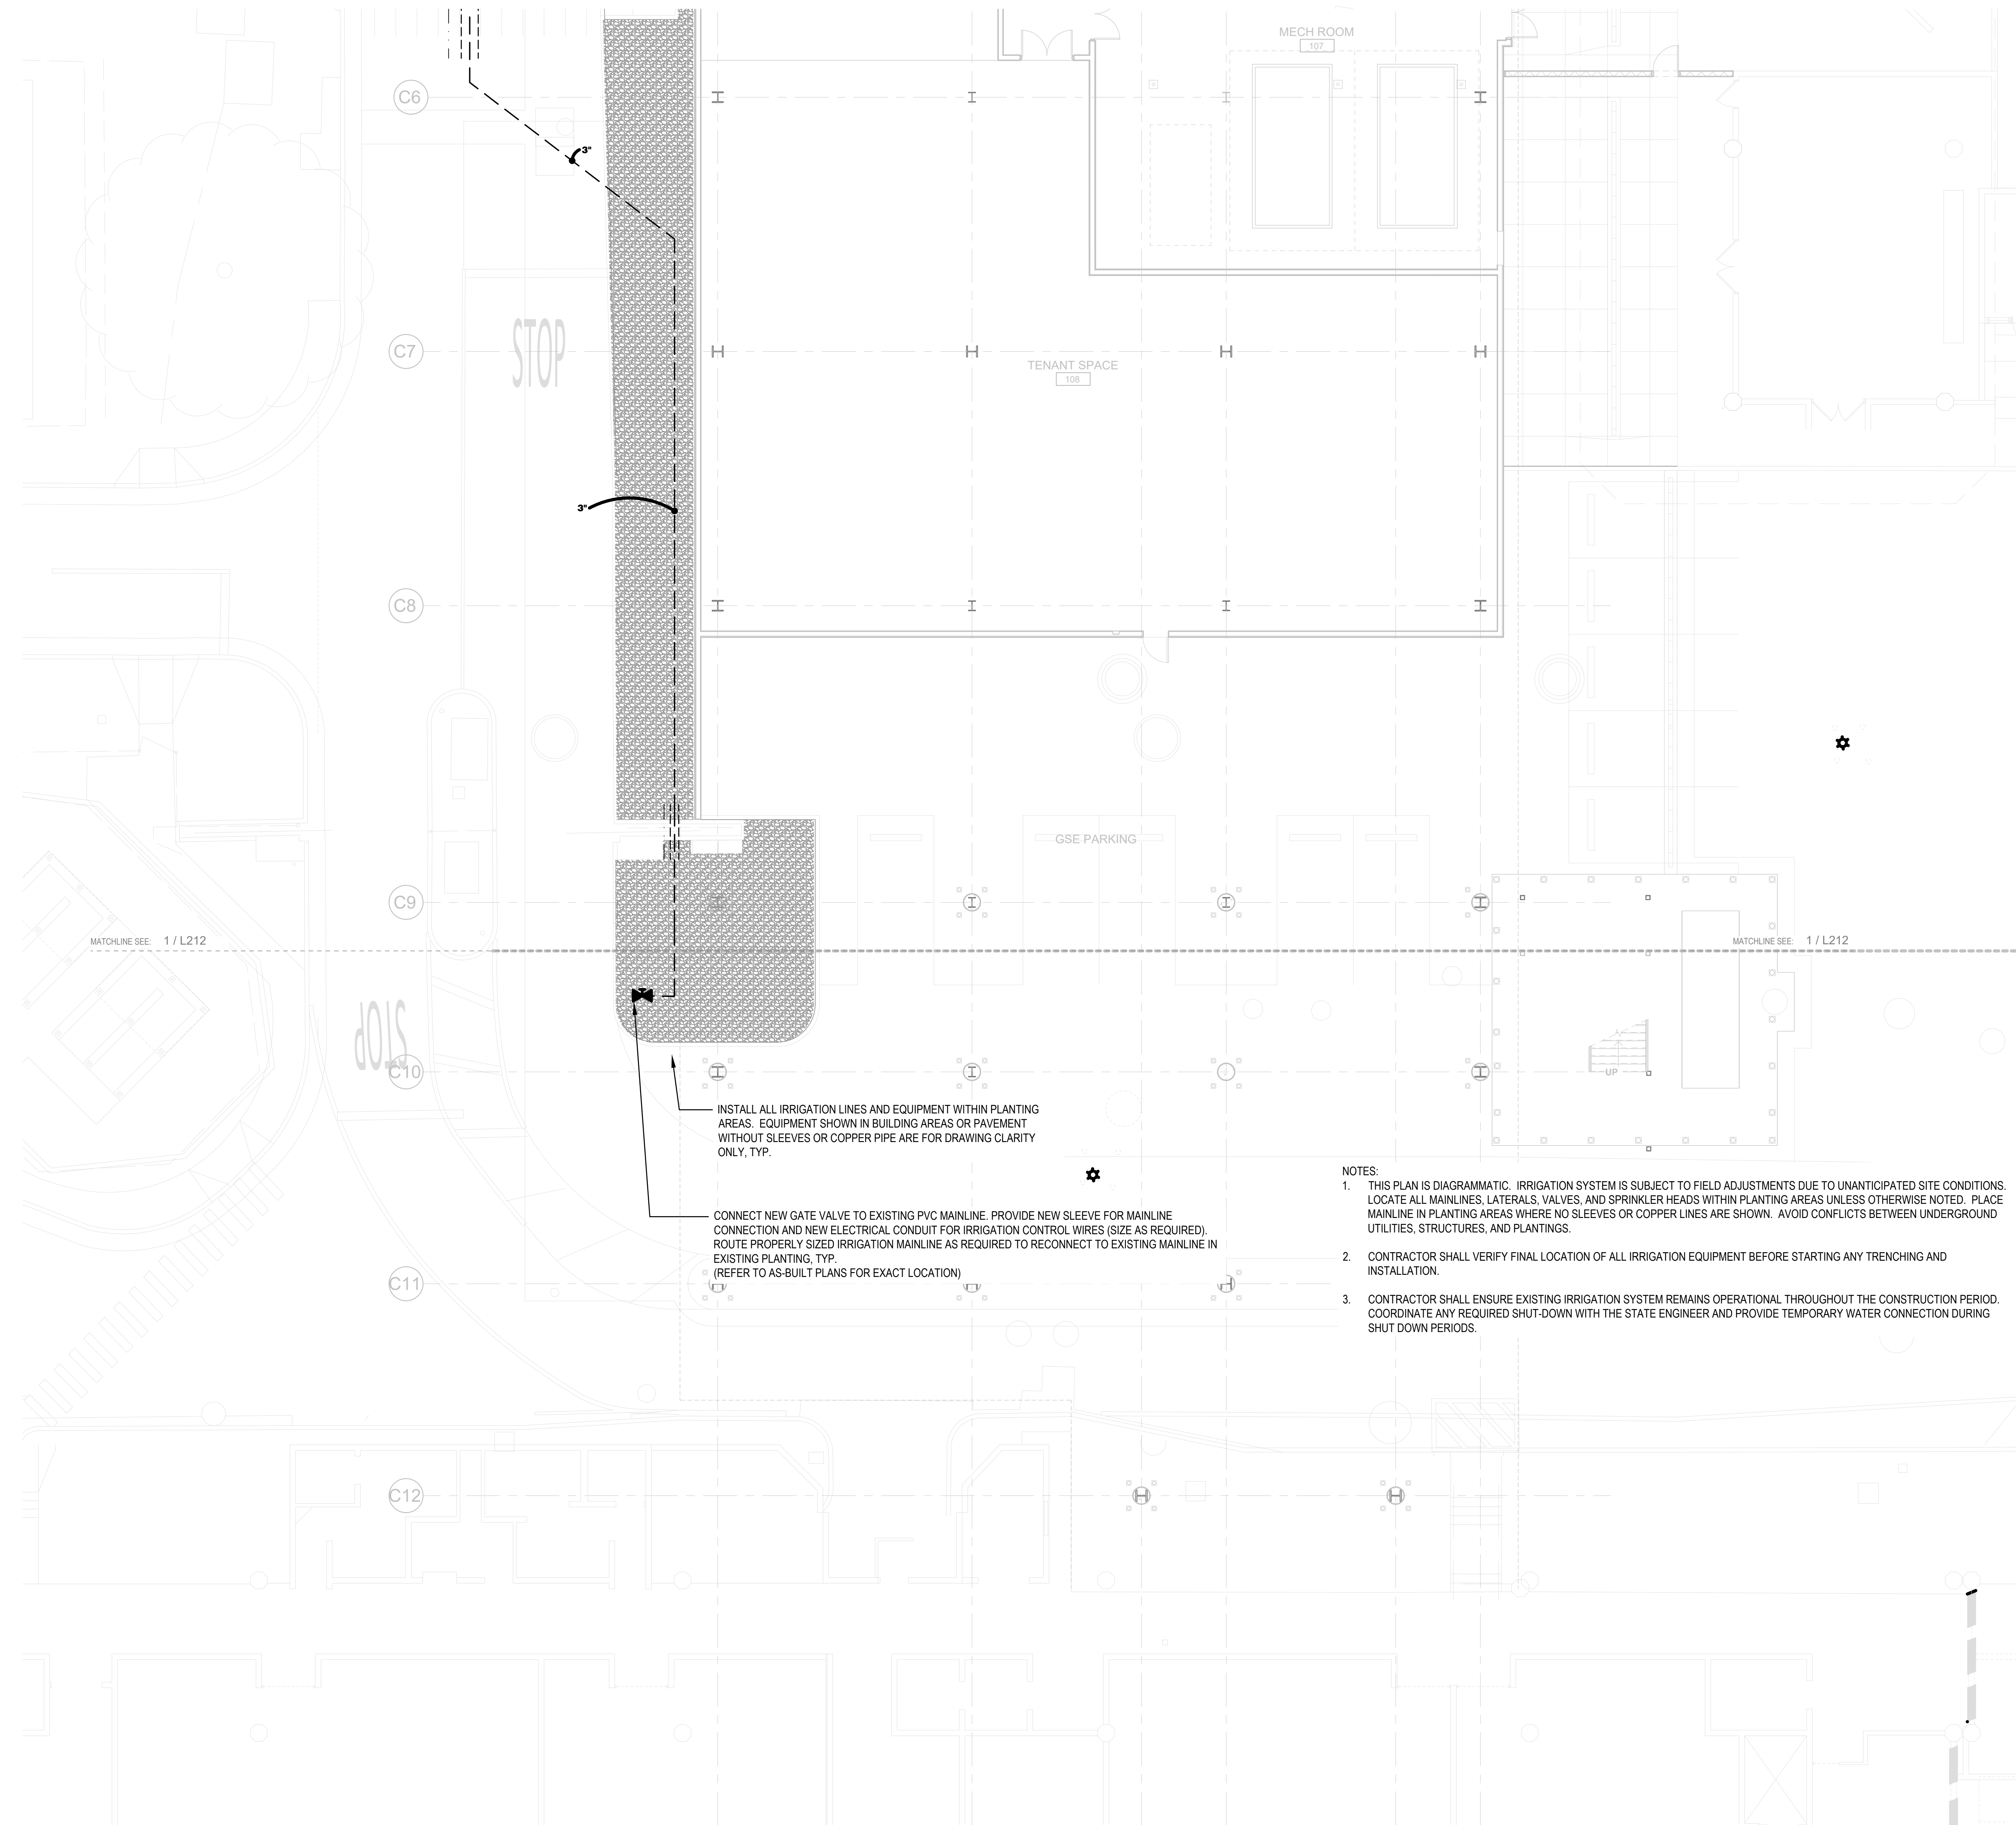 MECH ROOM
107
C6
3"
C7
STOP
TENANT SPACE
108
3"
C8
GSE PARKING
C9
MATCHLINE SEE: 1 / L212
MATCHLINE SEE: 1 / L212
STOP
C10
UP
INSTALL ALL IRRIGATION LINES AND EQUIPMENT WITHIN PLANTING
AREAS. EQUIPMENT SHOWN IN BUILDING AREAS OR PAVEMENT
WITHOUT SLEEVES OR COPPER PIPE ARE FOR DRAWING CLARITY
ONLY, TYP.
CONNECT NEW GATE VALVE TO EXISTING PVC MAINLINE. PROVIDE NEW SLEEVE FOR MAINLINE
CONNECTION AND NEW ELECTRICAL CONDUIT FOR IRRIGATION CONTROL WIRES (SIZE AS REQUIRED).
ROUTE PROPERLY SIZED IRRIGATION MAINLINE AS REQUIRED TO RECONNECT TO EXISTING MAINLINE IN
EXISTING PLANTING, TYP.
(REFER TO AS-BUILT PLANS FOR EXACT LOCATION)
NOTES:
1. THIS PLAN IS DIAGRAMMATIC. IRRIGATION SYSTEM IS SUBJECT TO FIELD ADJUSTMENTS DUE TO UNANTICIPATED SITE CONDITIONS.
LOCATE ALL MAINLINES, LATERALS, VALVES, AND SPRINKLER HEADS WITHIN PLANTING AREAS UNLESS OTHERWISE NOTED. PLACE
MAINLINE IN PLANTING AREAS WHERE NO SLEEVES OR COPPER LINES ARE SHOWN. AVOID CONFLICTS BETWEEN UNDERGROUND
UTILITIES, STRUCTURES, AND PLANTINGS.
2. CONTRACTOR SHALL VERIFY FINAL LOCATION OF ALL IRRIGATION EQUIPMENT BEFORE STARTING ANY TRENCHING AND
INSTALLATION.
3. CONTRACTOR SHALL ENSURE EXISTING IRRIGATION SYSTEM REMAINS OPERATIONAL THROUGHOUT THE CONSTRUCTION PERIOD.
COORDINATE ANY REQUIRED SHUT-DOWN WITH THE STATE ENGINEER AND PROVIDE TEMPORARY WATER CONNECTION DURING
SHUT DOWN PERIODS.
C11
C12